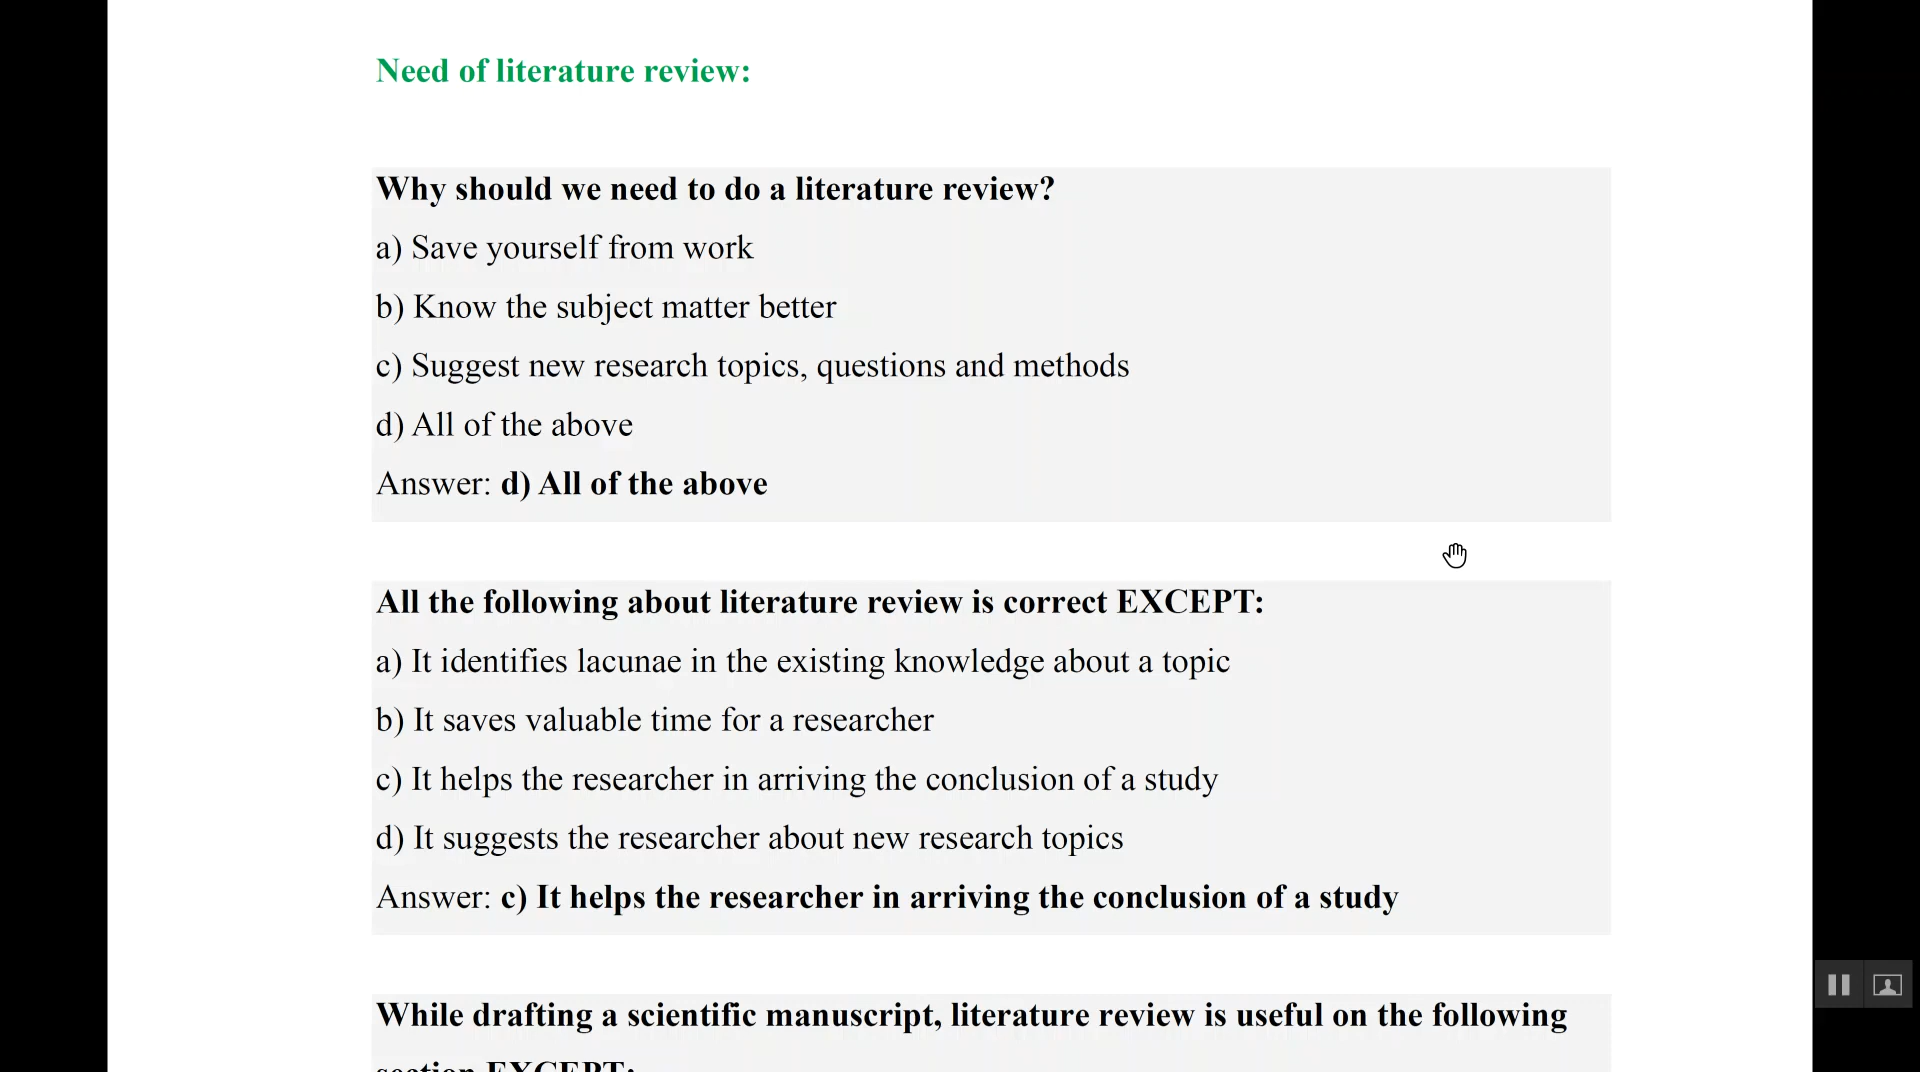 Need of literature review:
Why should we need to do a literature review?
a) Save yourself from work
b) Know the subject matter better
c) Suggest new research topics, questions and methods
d) All of the above
Answer: d) All of the above
All the following about literature review is correct EXCEPT:
a) It identifies lacunae in the existing knowledge about a topic
b) It saves valuable time for a researcher
c) It helps the researcher in arriving the conclusion of a study
d) It suggests the researcher about new research topics
Answer: c) It helps the researcher in arriving the conclusion of a study
While drafting a scientific manuscript, literature review is useful on the following
section EXCEPT: